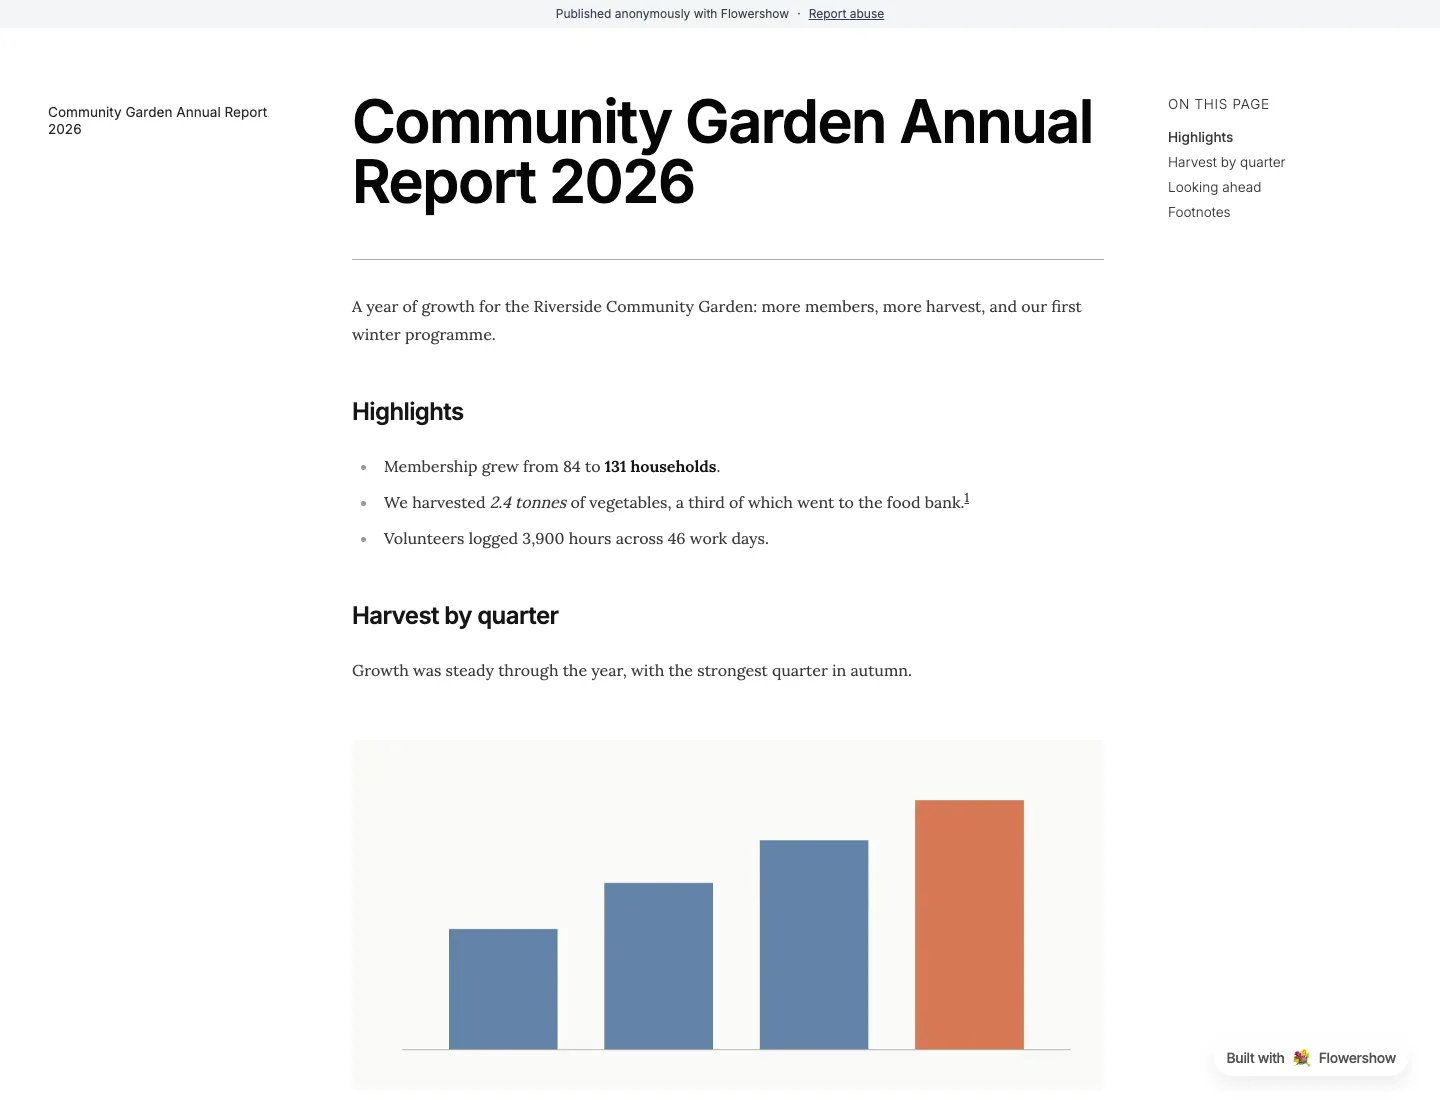 Published anonymously with Flowershow · Report abuse
Community Garden Annual Report
2026
Community Garden Annual
Report 2026
ON THIS PAGE
Highlights
Harvest by quarter
Looking ahead
Footnotes
A year of growth for the Riverside Community Garden: more members, more harvest, and our first
winter programme.
Highlights
• Membership grew from 84 to 131 households.
• We harvested 2.4 tonnes of vegetables, a third of which went to the food bank.1
• Volunteers logged 3,900 hours across 46 work days.
Harvest by quarter
Growth was steady through the year, with the strongest quarter in autumn.
Built with Flowershow